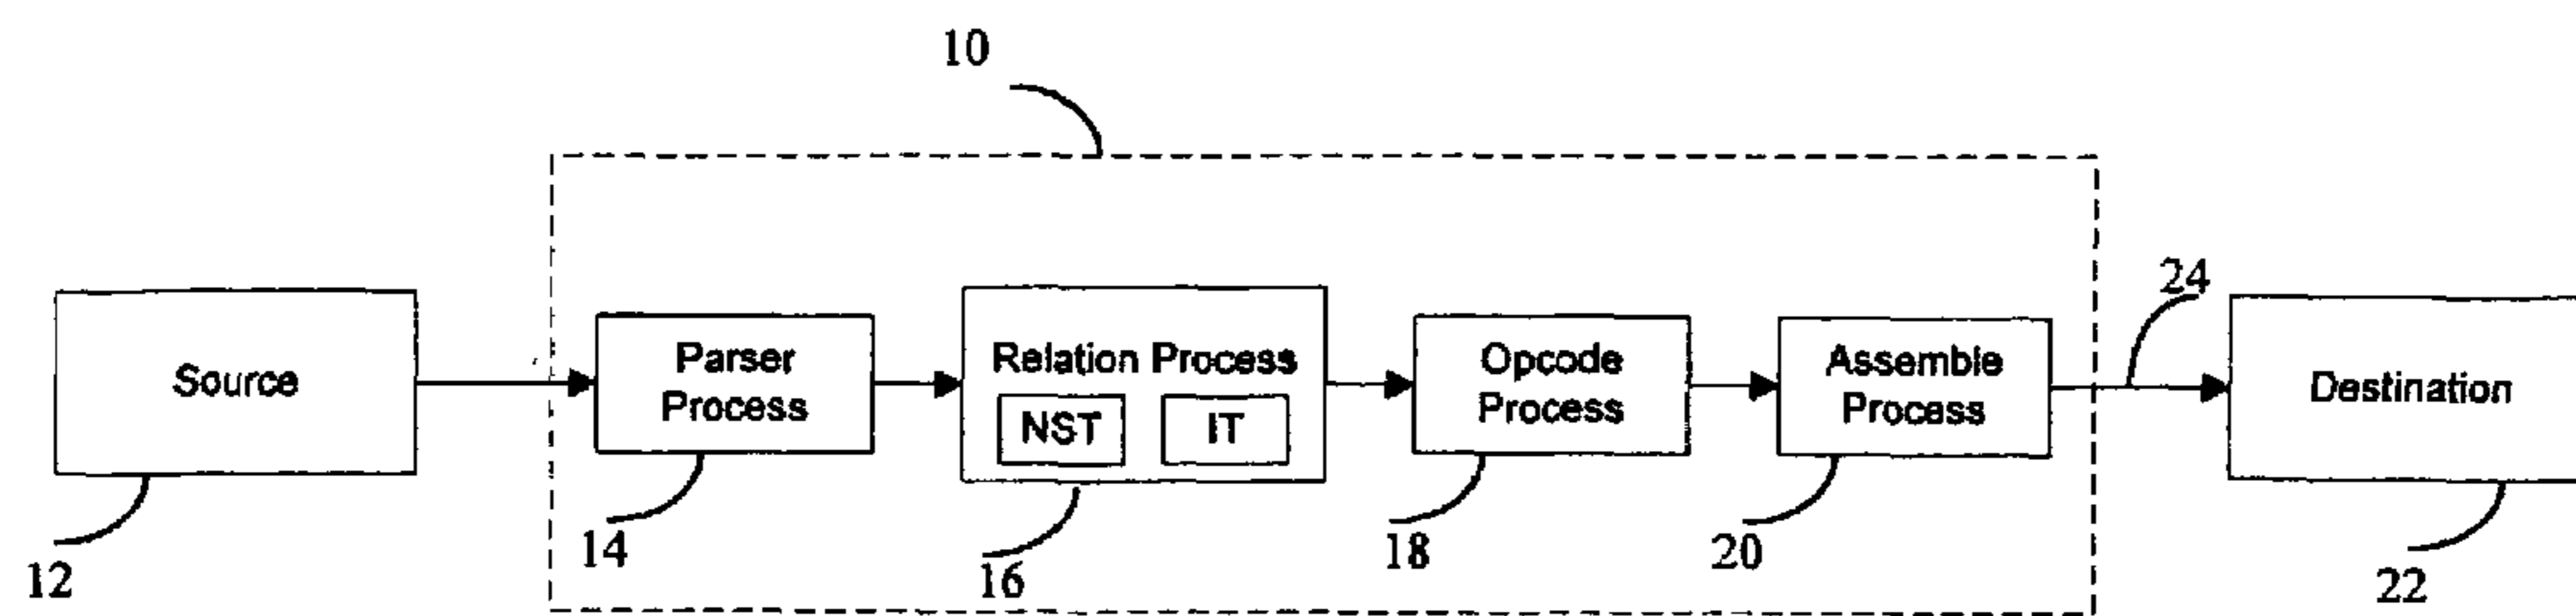 10
24
Source
Parser
Process
Relation Process
NST
IT
Opcode
Process
Assemble
Process
Destination
12
14
16
18
20
22